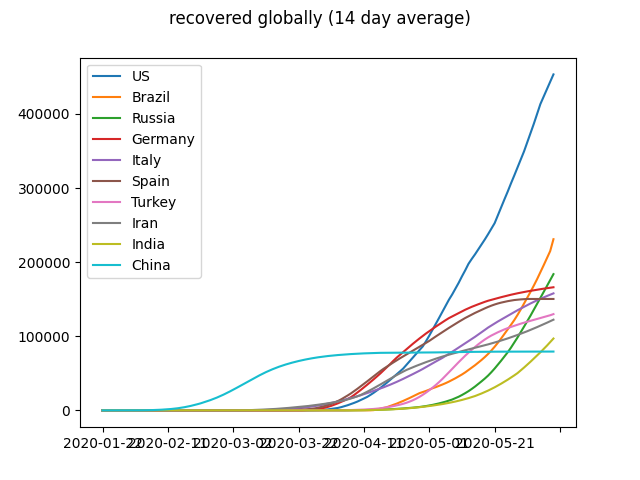 recovered globally (14 day average)
US
Brazil
Russia
Germany
Italy
Spain
Turkey
Iran
India
China
400000
300000
200000
100000
0
2020-01-22 2020-02-11 2020-03-02 2020-03-22 2020-04-11 2020-05-01 2020-05-21